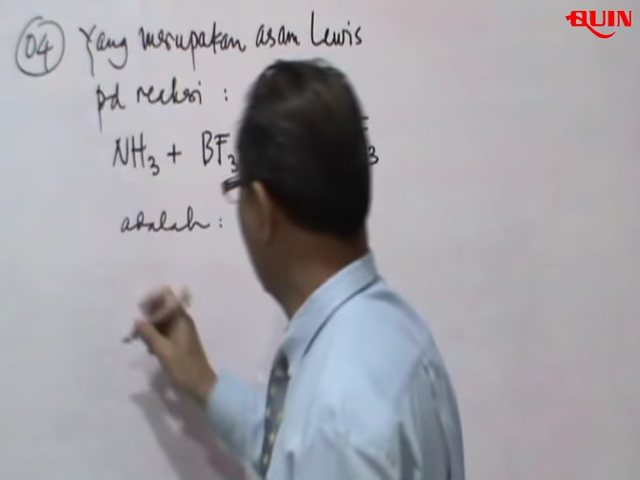 QUIN
04 Yang merupakan asam Lewis
pd reaksi :
NH₃ + BF₃
adalah :